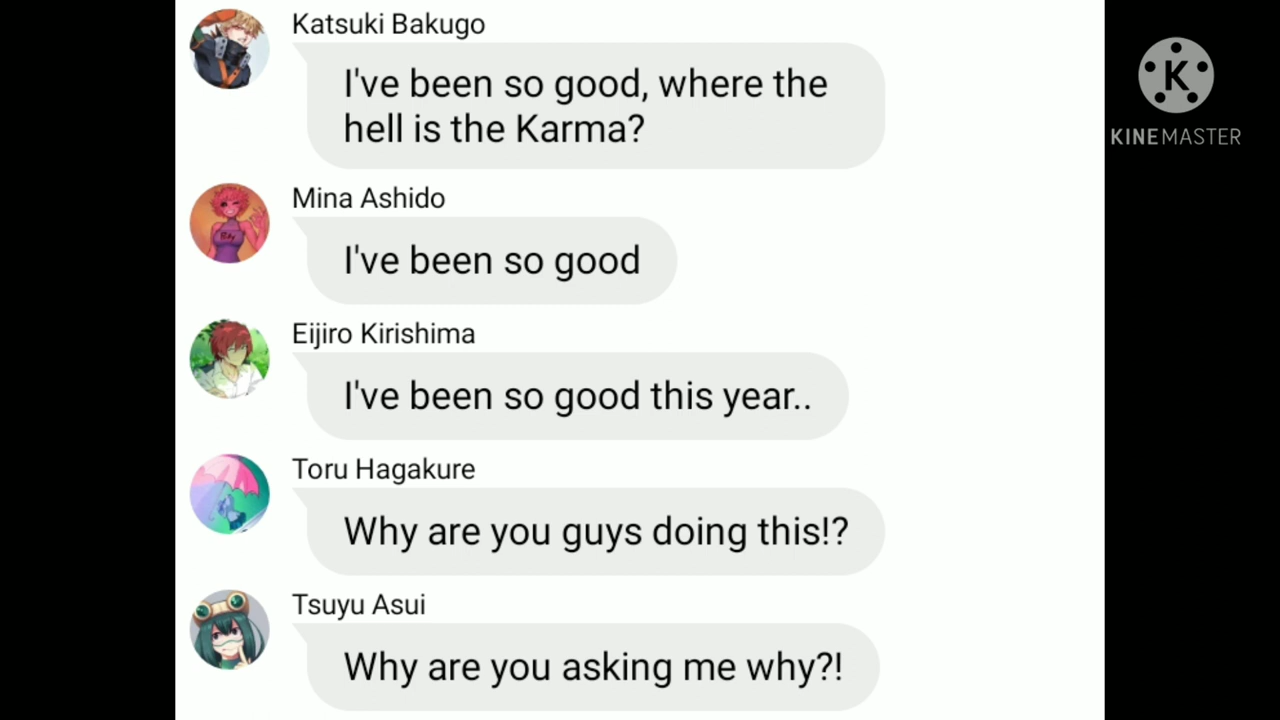 Katsuki Bakugo
I've been so good, where the
hell is the Karma?
Mina Ashido
I've been so good
Eijiro Kirishima
I've been so good this year..
Toru Hagakure
Why are you guys doing this!?
Tsuyu Asui
Why are you asking me why?!
K
KINEMASTER